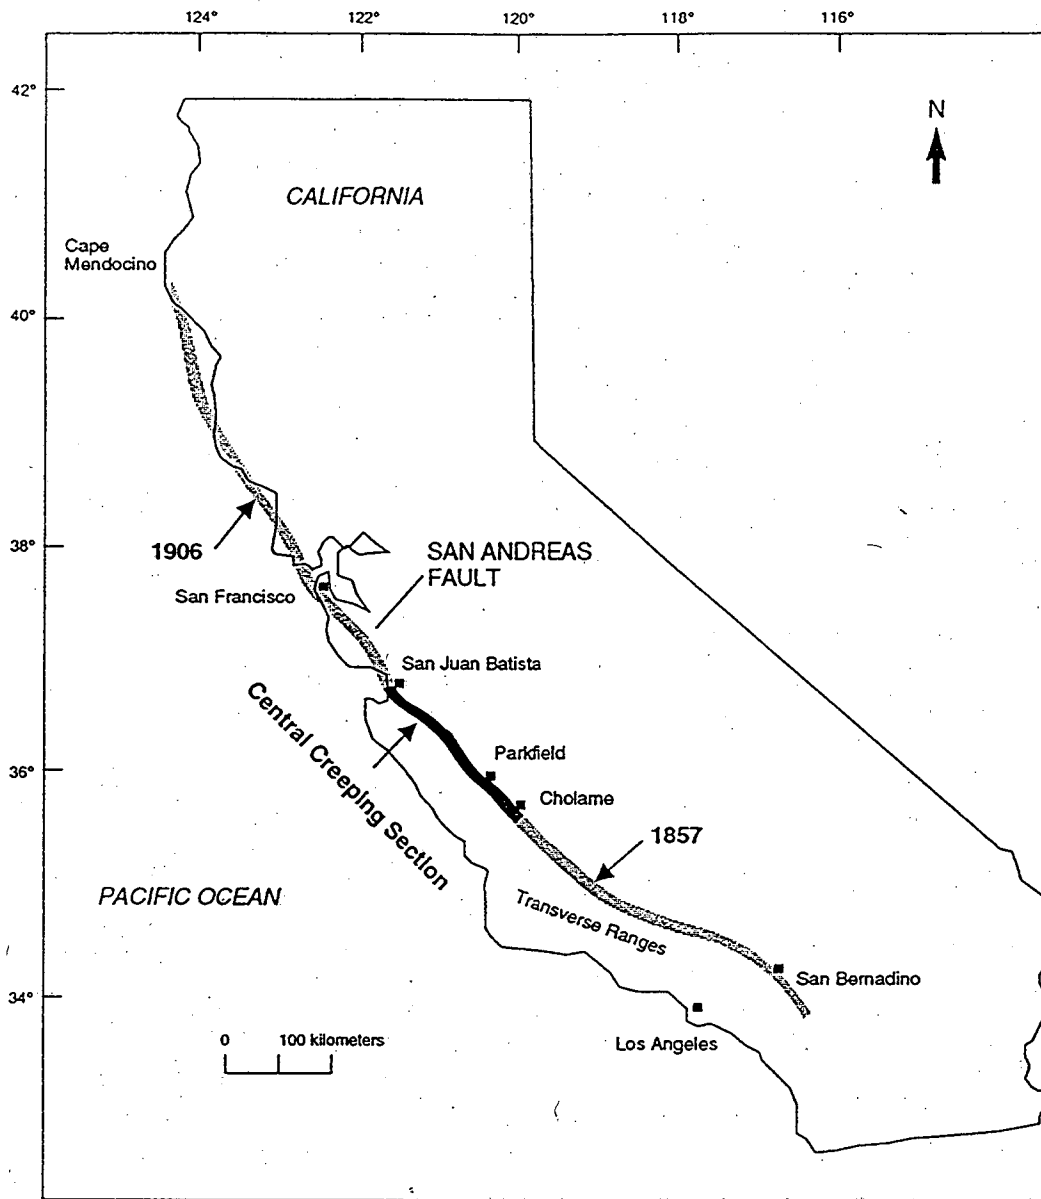 124° 122° 120° 118° 116°
42°
N
CALIFORNIA
Cape
Mendocino
40°
38°
1906
SAN ANDREAS
FAULT
San Francisco
San Juan Batista
Central Creeping Section
36°
Parkfield
Cholame
1857
PACIFIC OCEAN
Transverse Ranges
San Bernadino
34°
0 100 kilometers
Los Angeles